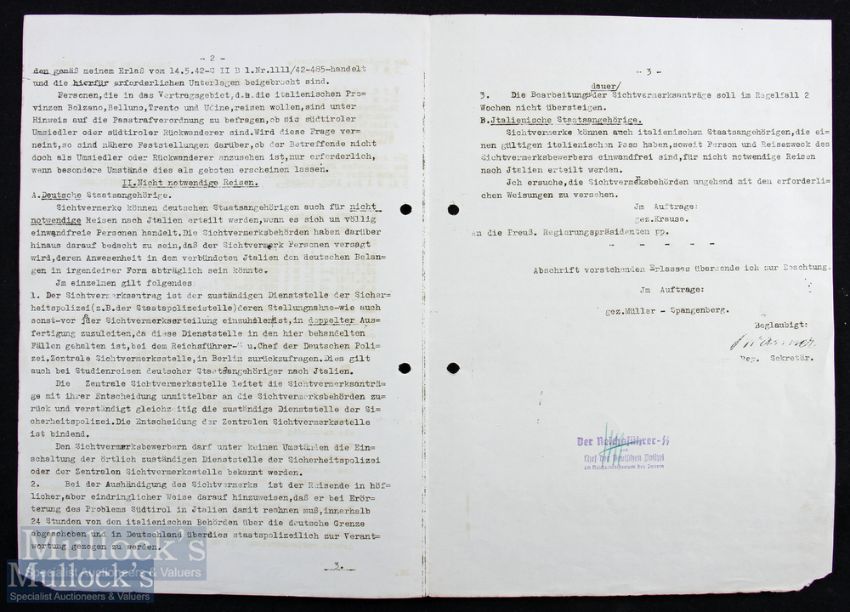 - 2 -
den gemäß meinem Erlaß vom 14.5.42-S II B 1.Nr.1111/42-485-handelt
und die hierfür erforderlichen Unterlagen beigebracht sind.
Personen,die in das Vertragsgebiet,d.h.die italienischen Pro-
vinzen Bolzano,Belluno,Trento und Udine,reisen wollen,sind unter
Hinweis auf die Passtrafverordnung zu befragen,ob sie südtiroler
Umsiedler oder südtiroler Rückwanderer sind.Wird diese Frage ver-
neint,so sind nähere Feststellungen darüber,ob der Betreffende nicht
doch als Umsiedler oder Rückwanderer anzusehen ist,nur erforderlich,
wenn besondere Umstände dies als geboten erscheinen lassen.
II.Nicht notwendige Reisen.
A.Deutsche Staatsangehörige.
Sichtvermerke können deutschen Staatsangehörigen auch für nicht
notwendige Reisen nach Jtalien erteilt werden,wenn es sich um völlig
einwandfreie Personen handelt.Die Sichtvermerksbehörden haben darüber
hinaus darauf bedacht zu sein,daß der Sichtvermerk Personen versagt
wird,deren Anwesenheit in dem verbündeten Jtalien den deutschen Belan-
gen in irgendeiner Form abträglich sein könnte.
Jm einzelnen gilt folgendes
1. Der Sichtvermerksantrag ist der zuständigen Dienststelle der Sicher-
heitspolizei(z.B.der Staatspolizeistelle)deren Stellungnahme-wie auch
sonst-vor jeder Sichtvermerkserteilung einzuholen ist,in doppelter Aus-
fertigung zuzuleiten,da diese Dienststelle in den hier behandelten
Fällen gehalten ist,bei dem Reichsführer-SS u.Chef der Deutschen Poli-
zei,Zentrale Sichtvermerksstelle,in Berlin zurückzufragen.Dies gilt
auch bei Studienreisen deutscher Staatsangehöriger nach Jtalien.
Die Zentrale Sichtvermerksstelle leitet die Sichtvermerksanträ-
ge mit ihrer Entscheidung unmittelbar an die Sichtvermerksbehörden zu-
rück und verständigt gleichzeitig die zuständige Dienststelle der Si-
cherheitspolizei.Die Entscheidung der Zentralen Sichtvermerksstelle
ist bindend.
Den Sichtvermerksbewerbern darf unter keinen Umständen die Ein-
schaltung der örtlich zuständigen Dienststelle der Sicherheitspolizei
oder der Zentralen Sichtvermerksstelle bekannt werden.
2. Bei der Aushändigung des Sichtvermerks ist der Reisende in höf-
licher,aber eindringlicher Weise darauf hinzuweisen,daß er bei Erör-
terung des Problems Südtirol in Jtalien damit rechnen muß,innerhalb
24 Stunden von den italienischen Behörden über die deutsche Grenze
abgeschoben und in Deutschland überdies staatspolizeilich zur Verant-
wortung gezogen zu werden.
-3-
- 3 -
dauer/
3. Die Bearbeitungsder Sichtvermerksanträge soll im Regelfall 2
Wochen nicht übersteigen.
B.Jtalienische Staatsangehörige.
Sichtvermerke können auch italienischen Staatsangehörigen,die ei-
nen gültigen italienischen Pass haben,soweit Person und Reisezweck des
Sichtvermerksbewerbers einwandfrei sind,für nicht notwendige Reisen
nach Jtalien erteilt werden.
Jch ersuche,die Sichtvermerksbehörden umgehend mit den erforderli-
chen Weisungen zu versehen.
Jm Auftrage:
gez.Krause.
an die Preuß. Regierungspräsidenten pp.
- - - - -
Abschrift vorstehenden Erlasses übersende ich zur Beachtung.
Jm Auftrage:
gez.Müller - Spangenberg.
Beglaubigt:
Reg. Sekretär.
Der Reichsführer-SS
und
Chef der Deutschen Polizei
im Reichsministerium des Innern
Mullock's
Specialist Auctioneers & Valuers
Mullock's
Specialist Auctioneers & Valuers